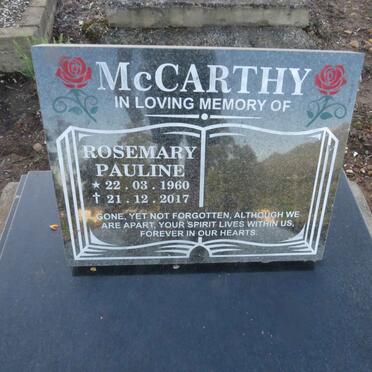 McCARTHY
IN LOVING MEMORY OF
ROSEMARY
PAULINE
★ 22 . 03 . 1960
✝ 21 . 12 . 2017
GONE, YET NOT FORGOTTEN, ALTHOUGH WE
ARE APART, YOUR SPIRIT LIVES WITHIN US,
FOREVER IN OUR HEARTS.